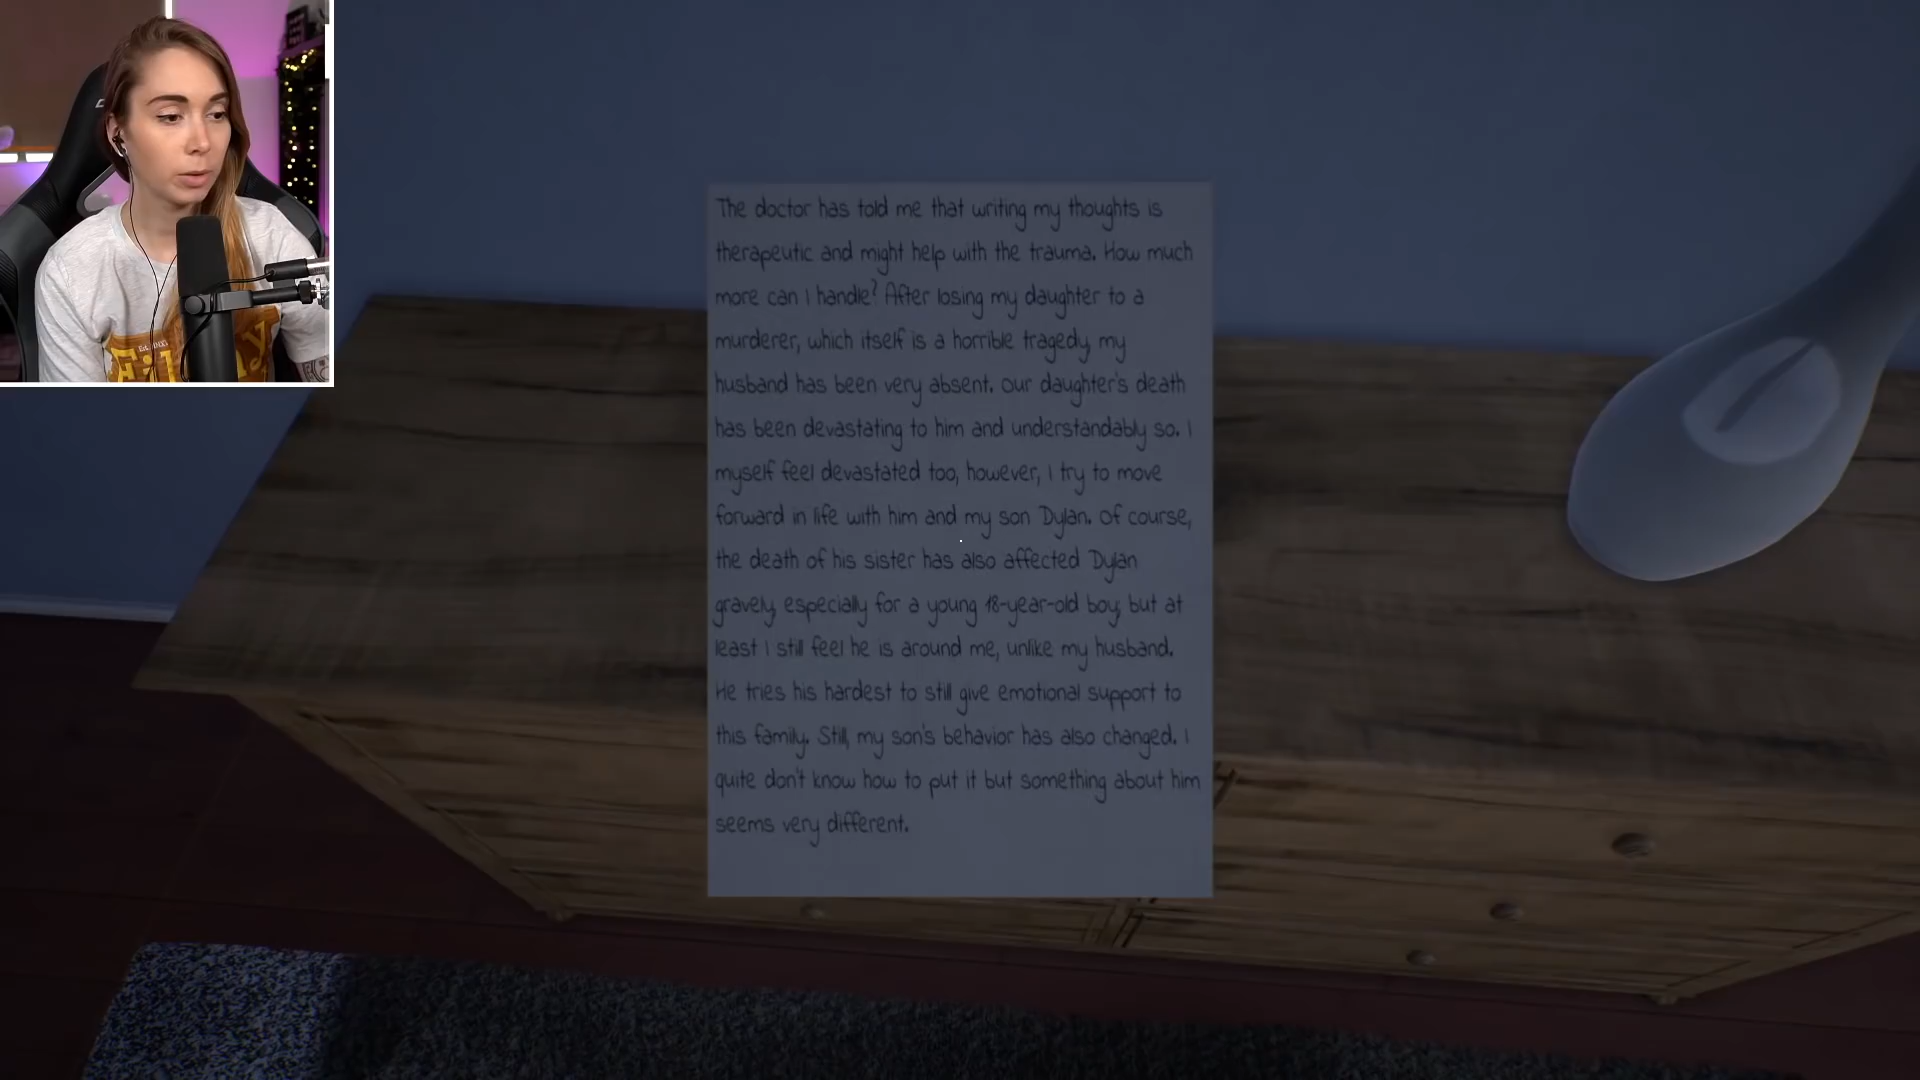 The doctor has told me that writing my thoughts is
therapeutic and might help with the trauma. How much
more can I handle? After losing my daughter to a
murderer, which itself is a horrible tragedy, my
husband has been very absent. Our daughter's death
has been devastating to him and understandably so. I
myself feel devastated too, however, I try to move
forward in life with him and my son Dylan. Of course,
the death of his sister has also affected Dylan
gravely, especially for a young 18-year-old boy, but at
least I still feel he is around me, unlike my husband.
He tries his hardest to still give emotional support to
this family. Still, my son's behavior has also changed. I
quite don't know how to put it but something about him
seems very different.